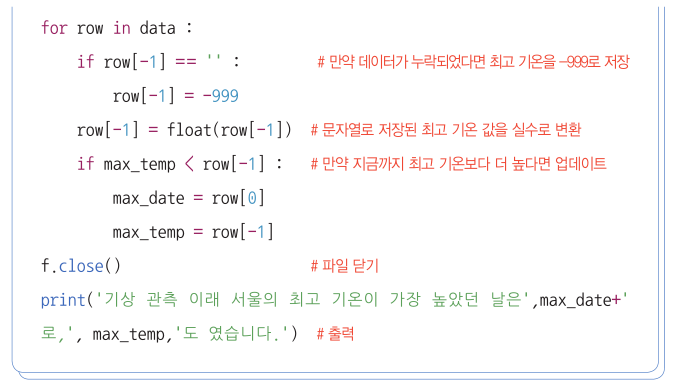 for row in data :
    if row[-1] == '' :    # 만약 데이터가 누락되었다면 최고 기온을 -999로 저장
        row[-1] = -999
    row[-1] = float(row[-1])  # 문자열로 저장된 최고 기온 값을 실수로 변환
    if max_temp < row[-1] :   # 만약 지금까지 최고 기온보다 더 높다면 업데이트
        max_date = row[0]
        max_temp = row[-1]
f.close()    # 파일 닫기
print('기상 관측 이래 서울의 최고 기온이 가장 높았던 날은',max_date+'
로,', max_temp,'도 였습니다.')  # 출력